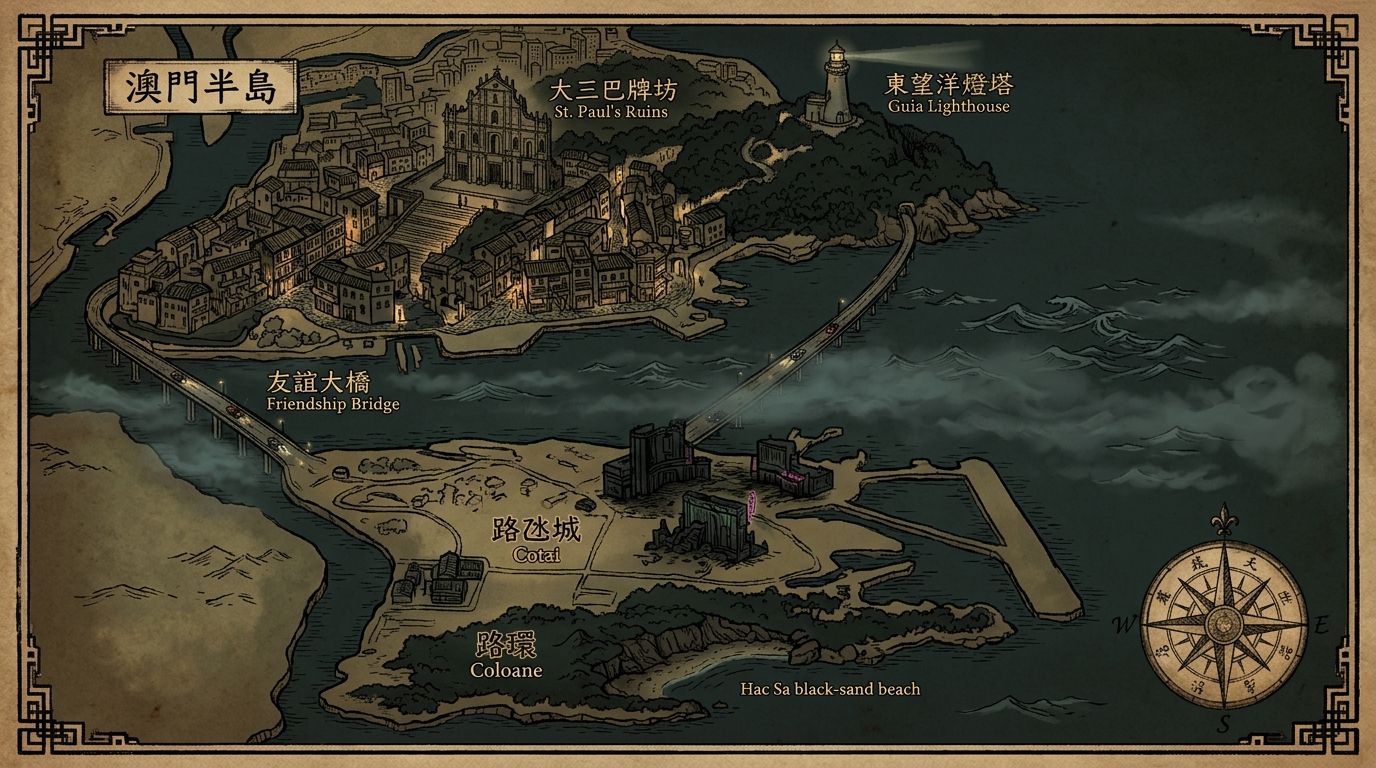 澳門半島
大三巴牌坊
St. Paul's Ruins
東望洋燈塔
Guia Lighthouse
友誼大橋
Friendship Bridge
路氹城
Cotai
路環
Coloane
Hac Sa black-sand beach
W
E
S